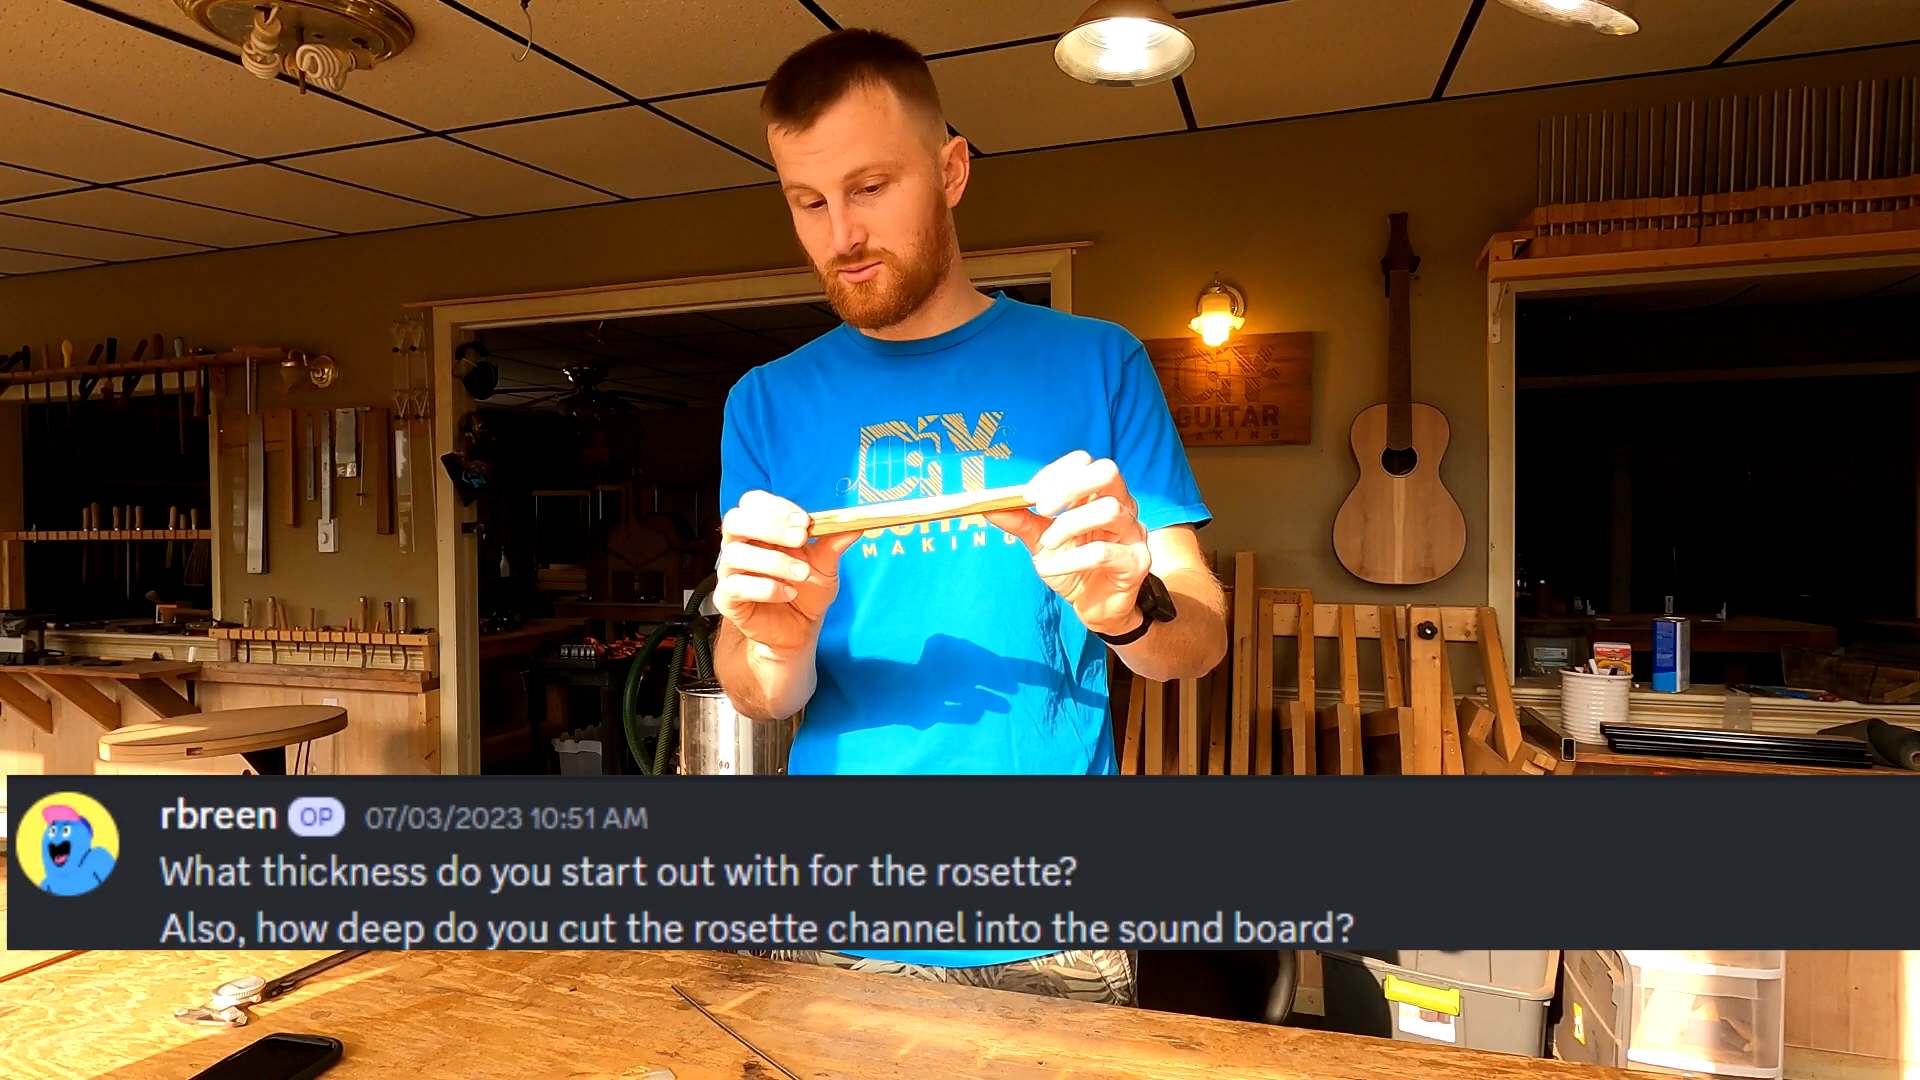 GUITAR
MAKING
MAKING
rbreen OP 07/03/2023 10:51 AM
What thickness do you start out with for the rosette?
Also, how deep do you cut the rosette channel into the sound board?